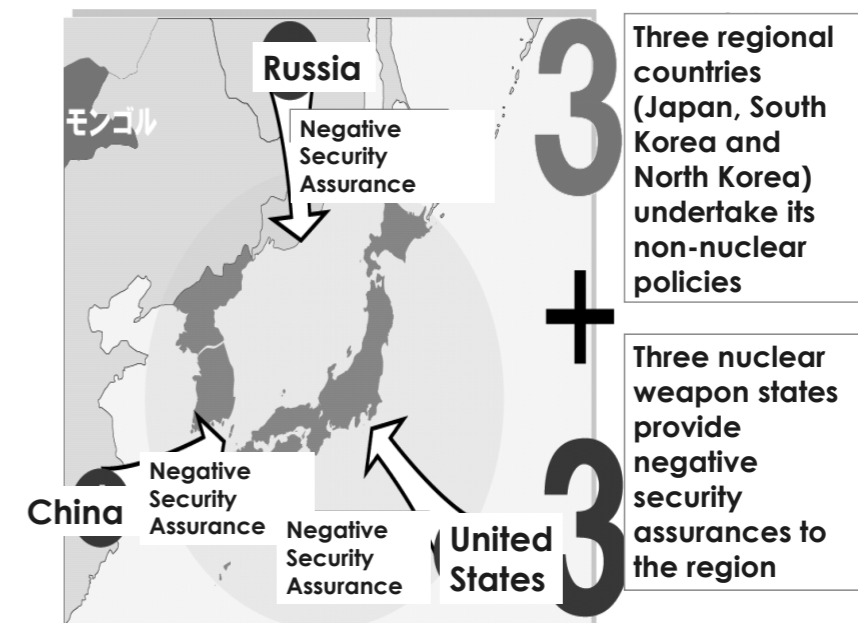 Russia
モンゴル
Negative
Security
Assurance
3
Three regional
countries
(Japan, South
Korea and
North Korea)
undertake its
non-nuclear
policies
+
China
Negative
Security
Assurance
Negative
Security
Assurance
United
States
3
Three nuclear
weapon states
provide
negative
security
assurances to
the region